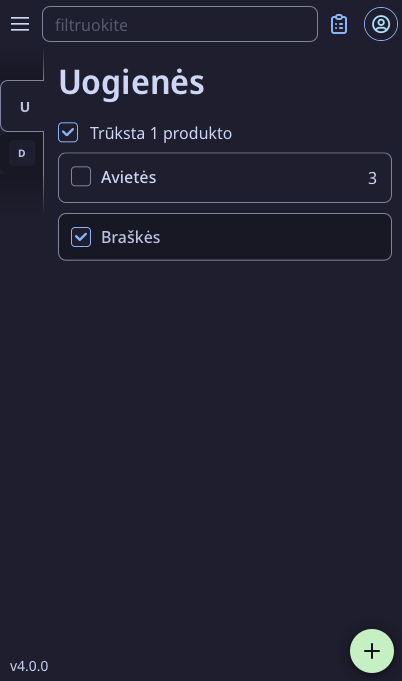 filtruokite
Uogienės
U
Trūksta 1 produkto
D
Avietės 3
Braškės
v4.0.0